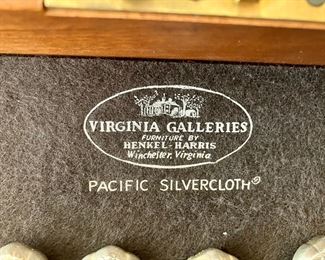 VIRGINIA GALLERIES
FURNITURE BY
HENKEL-HARRIS
Winchester, Virginia
PACIFIC SILVERCLOTH®